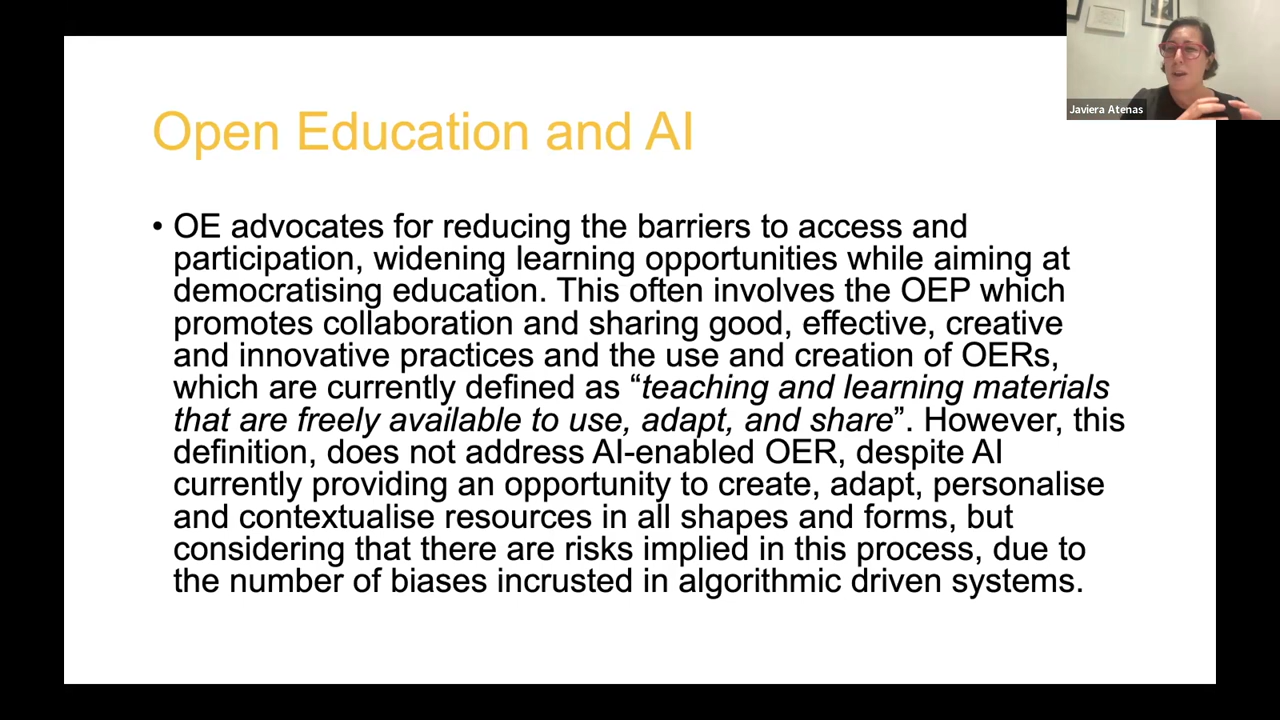 Open Education and AI
• OE advocates for reducing the barriers to access and
participation, widening learning opportunities while aiming at
democratising education. This often involves the OEP which
promotes collaboration and sharing good, effective, creative
and innovative practices and the use and creation of OERs,
which are currently defined as “teaching and learning materials
that are freely available to use, adapt, and share”. However, this
definition, does not address AI-enabled OER, despite AI
currently providing an opportunity to create, adapt, personalise
and contextualise resources in all shapes and forms, but
considering that there are risks implied in this process, due to
the number of biases incrusted in algorithmic driven systems.
Javiera Atenas